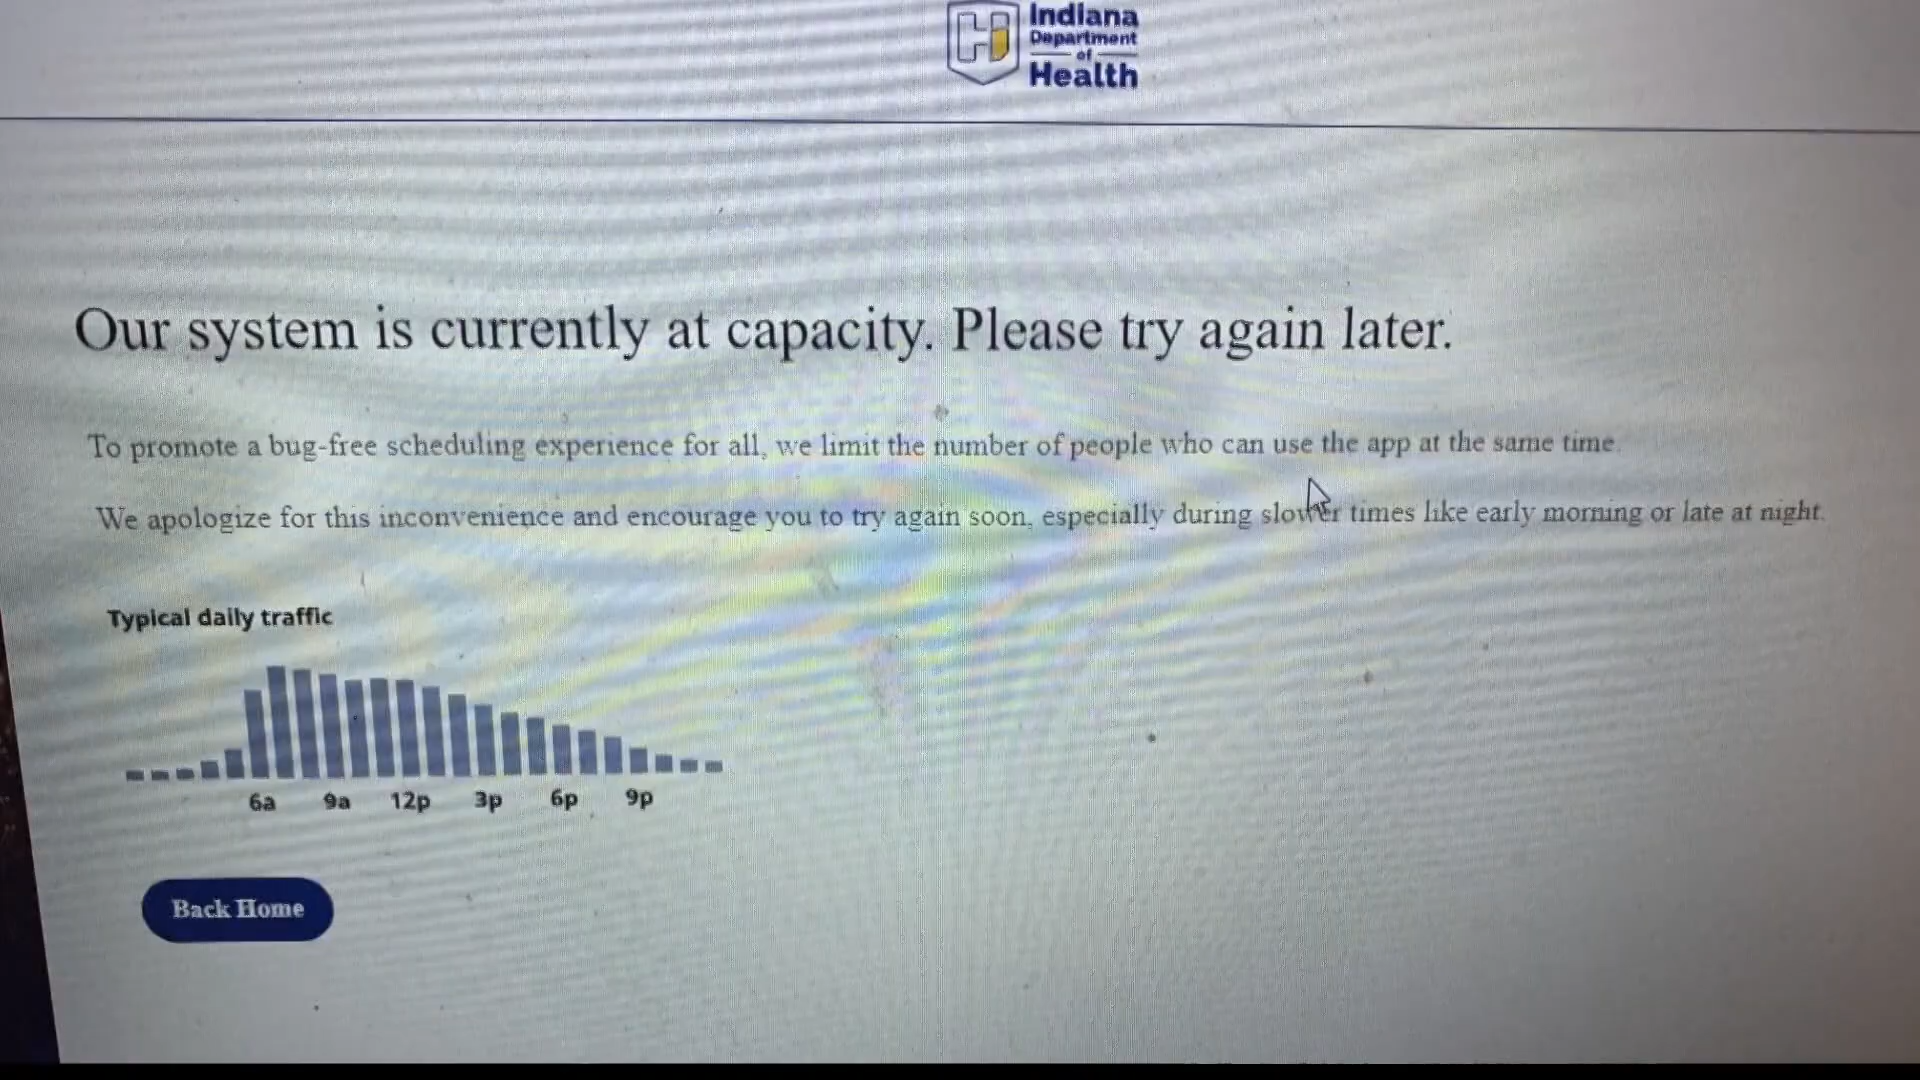 Indiana
Department
of
Health
Our system is currently at capacity. Please try again later.
To promote a bug-free scheduling experience for all, we limit the number of people who can use the app at the same time.
We apologize for this inconvenience and encourage you to try again soon, especially during slower times like early morning or late at night.
Typical daily traffic
6a 9a 12p 3p 6p 9p
Back Home